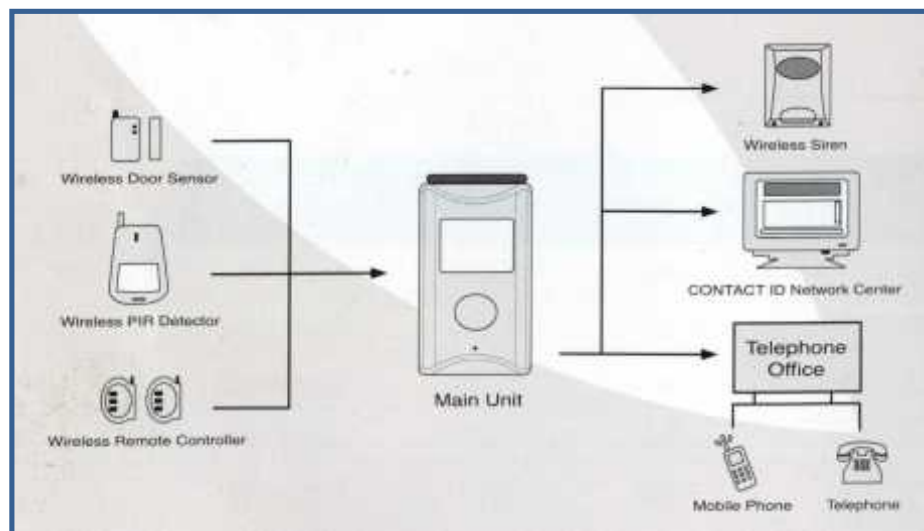 Wireless Door Sensor
Wireless PIR Detector
Wireless Remote Controller
Main Unit
Wireless Siren
CONTACT ID Network Center
Telephone
Office
Mobile Phone
Telephone